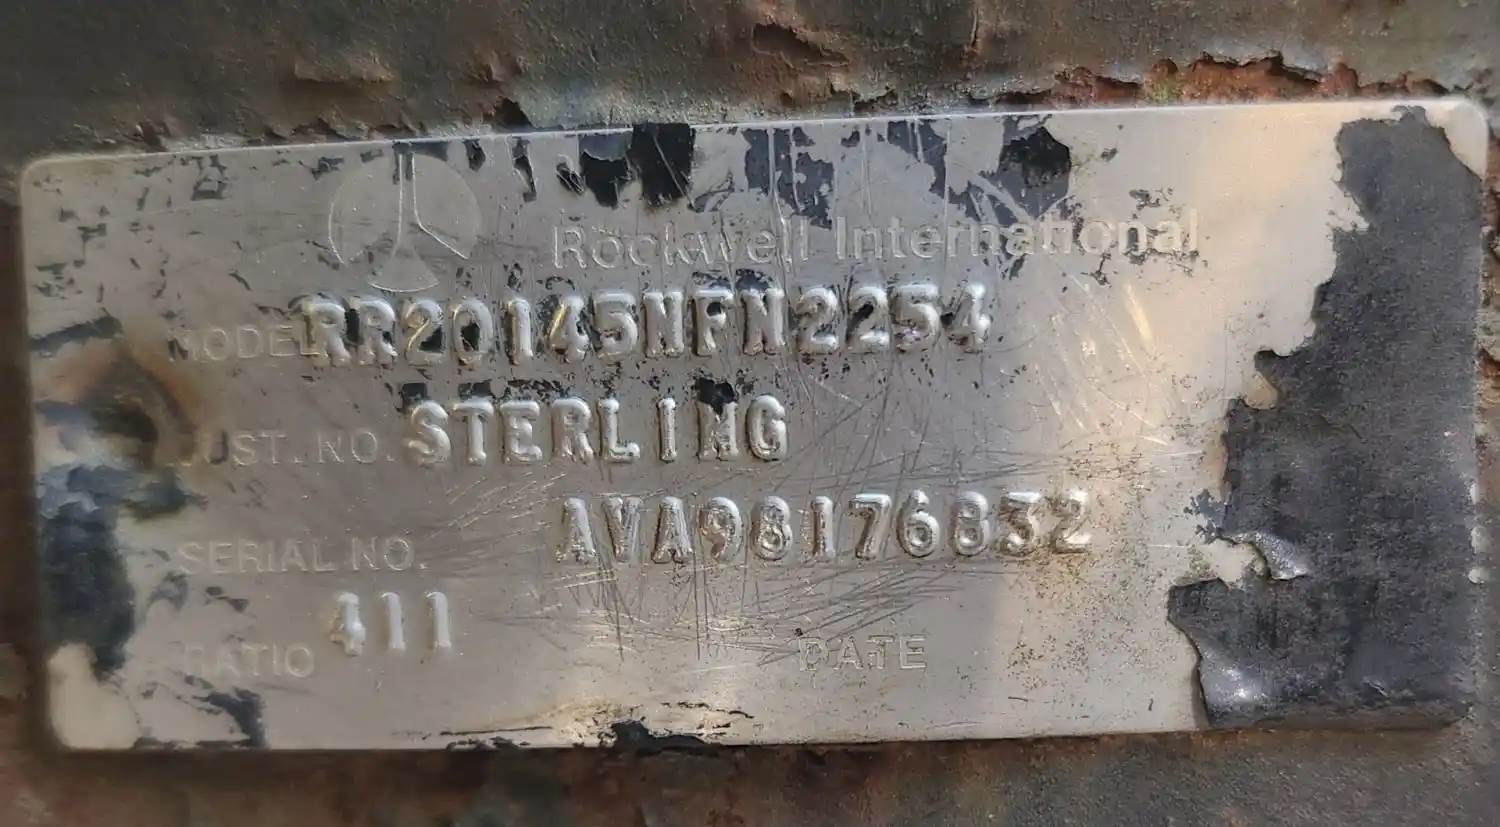 Rockwell International
MODEL RR20145NFN2254
CUST. NO. STERLING
SERIAL NO. AVA98176832
RATIO 411 DATE